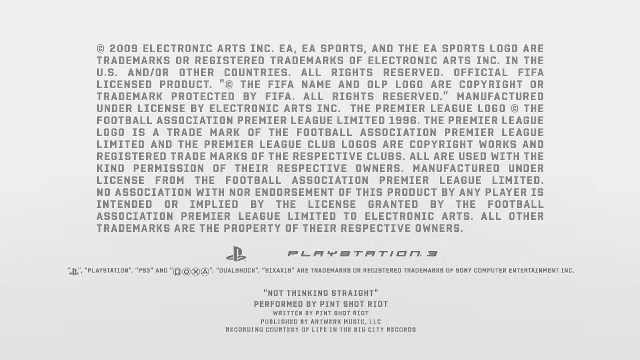 © 2009 ELECTRONIC ARTS INC. EA, EA SPORTS, AND THE EA SPORTS LOGO ARE
TRADEMARKS OR REGISTERED TRADEMARKS OF ELECTRONIC ARTS INC. IN THE
U.S. AND/OR OTHER COUNTRIES. ALL RIGHTS RESERVED. OFFICIAL FIFA
LICENSED PRODUCT. "© THE FIFA NAME AND OLP LOGO ARE COPYRIGHT OR
TRADEMARK PROTECTED BY FIFA. ALL RIGHTS RESERVED." MANUFACTURED
UNDER LICENSE BY ELECTRONIC ARTS INC. THE PREMIER LEAGUE LOGO © THE
FOOTBALL ASSOCIATION PREMIER LEAGUE LIMITED 1996. THE PREMIER LEAGUE
LOGO IS A TRADE MARK OF THE FOOTBALL ASSOCIATION PREMIER LEAGUE
LIMITED AND THE PREMIER LEAGUE CLUB LOGOS ARE COPYRIGHT WORKS AND
REGISTERED TRADE MARKS OF THE RESPECTIVE CLUBS. ALL ARE USED WITH THE
KIND PERMISSION OF THEIR RESPECTIVE OWNERS. MANUFACTURED UNDER
LICENSE FROM THE FOOTBALL ASSOCIATION PREMIER LEAGUE LIMITED.
NO ASSOCIATION WITH NOR ENDORSEMENT OF THIS PRODUCT BY ANY PLAYER IS
INTENDED OR IMPLIED BY THE LICENSE GRANTED BY THE FOOTBALL
ASSOCIATION PREMIER LEAGUE LIMITED TO ELECTRONIC ARTS. ALL OTHER
TRADEMARKS ARE THE PROPERTY OF THEIR RESPECTIVE OWNERS.
PLAYSTATION 3
" ", "PLAYSTATION", "PS3" AND " ", "DUALSHOCK", "SIXAXIS" ARE TRADEMARKS OR REGISTERED TRADEMARKS OF SONY COMPUTER ENTERTAINMENT INC.
"NOT THINKING STRAIGHT"
PERFORMED BY PINT SHOT RIOT
WRITTEN BY PINT SHOT RIOT
PUBLISHED BY ARTWERK MUSIC, LLC
RECORDING COURTESY OF LIFE IN THE BIG CITY RECORDS